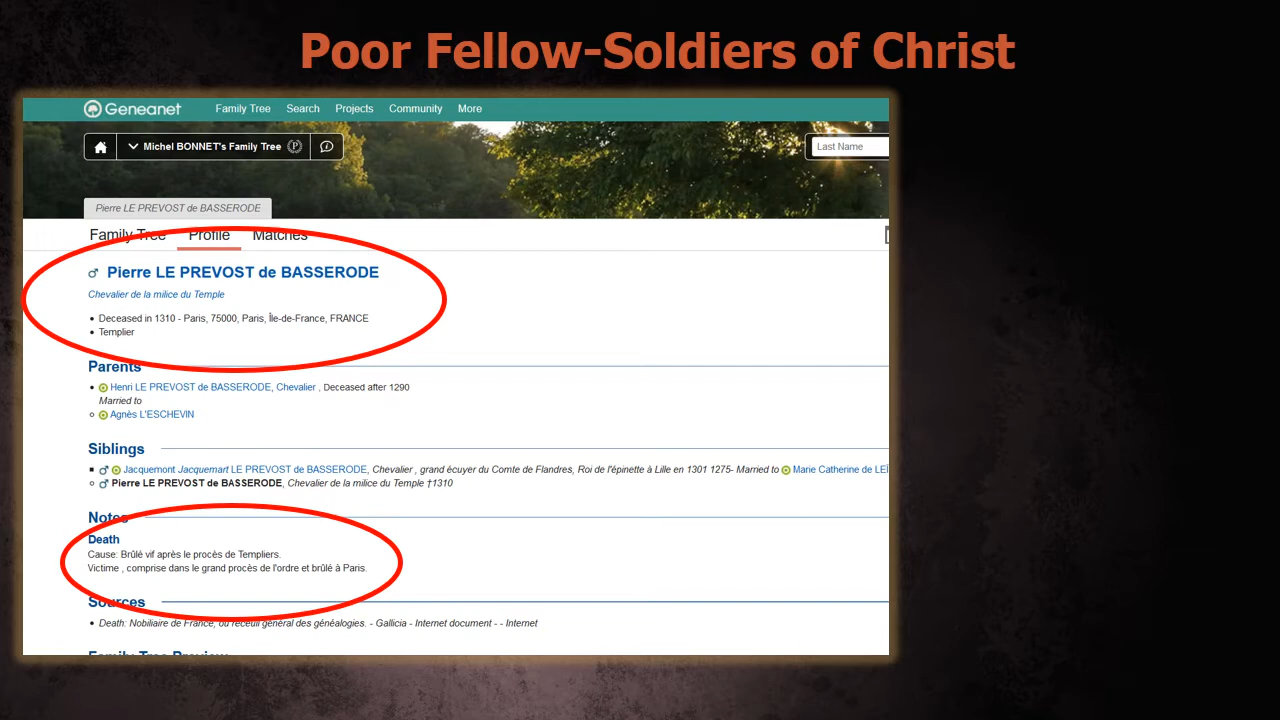 Poor Fellow-Soldiers of Christ
Geneanet Family Tree Search Projects Community More
Michel BONNET's Family Tree P Last Name
Pierre LE PREVOST de BASSERODE
Family Tree Profile Matches
Pierre LE PREVOST de BASSERODE
Chevalier de la milice du Temple
• Deceased in 1310 - Paris, 75000, Paris, Île-de-France, FRANCE
• Templier
Parents
• Henri LE PREVOST de BASSERODE, Chevalier , Deceased after 1290
Married to
Agnès L'ESCHEVIN
Siblings
Jacquemont Jacquemart LE PREVOST de BASSERODE, Chevalier , grand écuyer du Comte de Flandres, Roi de l'épinette à Lille en 1301 1275- Married to Marie Catherine de
Pierre LE PREVOST de BASSERODE, Chevalier de la milice du Temple †1310
Notes
Death
Cause: Brûlé vif après le procès de Templiers.
Victime , comprise dans le grand procès de l'ordre et brûlé à Paris.
Sources
• Death: Nobiliaire de France, ou receuil général des généalogies. - Gallicia - Internet document - - Internet
Family Tree Preview